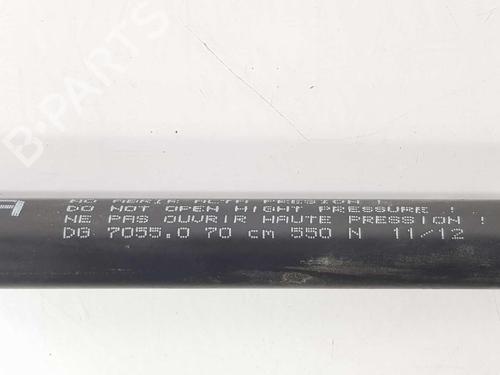 NO ABRIR ALTA PRESION !
DO NOT OPEN HIGHT PRESSURE !
NE PAS OUVRIR HAUTE PRESSION !
DG 7055.0 70 cm 550 N 11/12
B-PARTS